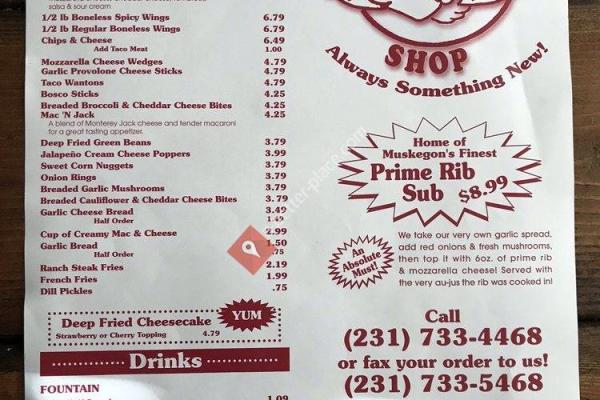 salsa & sour cream
1/2 lb Boneless Spicy Wings 6.79
1/2 lb Regular Boneless Wings 6.79
Chips & Cheese 6.49
Add Taco Meat 1.00
Mozzarella Cheese Wedges 4.79
Garlic Provolone Cheese Sticks 4.79
Taco Wantons 4.79
Bosco Sticks 4.25
Breaded Broccoli & Cheddar Cheese Bites 4.25
Mac 'N Jack 4.25
A blend of Monterey Jack cheese and tender macaroni
for a great tasting appetizer.
Deep Fried Green Beans 3.79
Jalapeño Cream Cheese Poppers 3.99
Sweet Corn Nuggets 3.79
Onion Rings 3.79
Breaded Garlic Mushrooms 3.79
Breaded Cauliflower & Cheddar Cheese Bites 3.79
Garlic Cheese Bread 3.49
Half Order 1.49
Cup of Creamy Mac & Cheese 2.99
Garlic Bread 1.50
Half Order .75
Ranch Steak Fries 2.19
French Fries 1.99
Dill Pickles .75
Deep Fried Cheesecake YUM
Strawberry or Cherry Topping 4.79
Drinks
FOUNTAIN
1.09
SHOP
Always Something New!
Home of
Muskegon's Finest
Prime Rib
Sub $8.99
An
Absolute
Must!
We take our very own garlic spread,
add red onions & fresh mushrooms,
then top it with 6oz. of prime rib
& mozzarella cheese! Served with
the very au-jus the rib was cooked in!
Call
(231) 733-4468
or fax your order to us!
(231) 733-5468